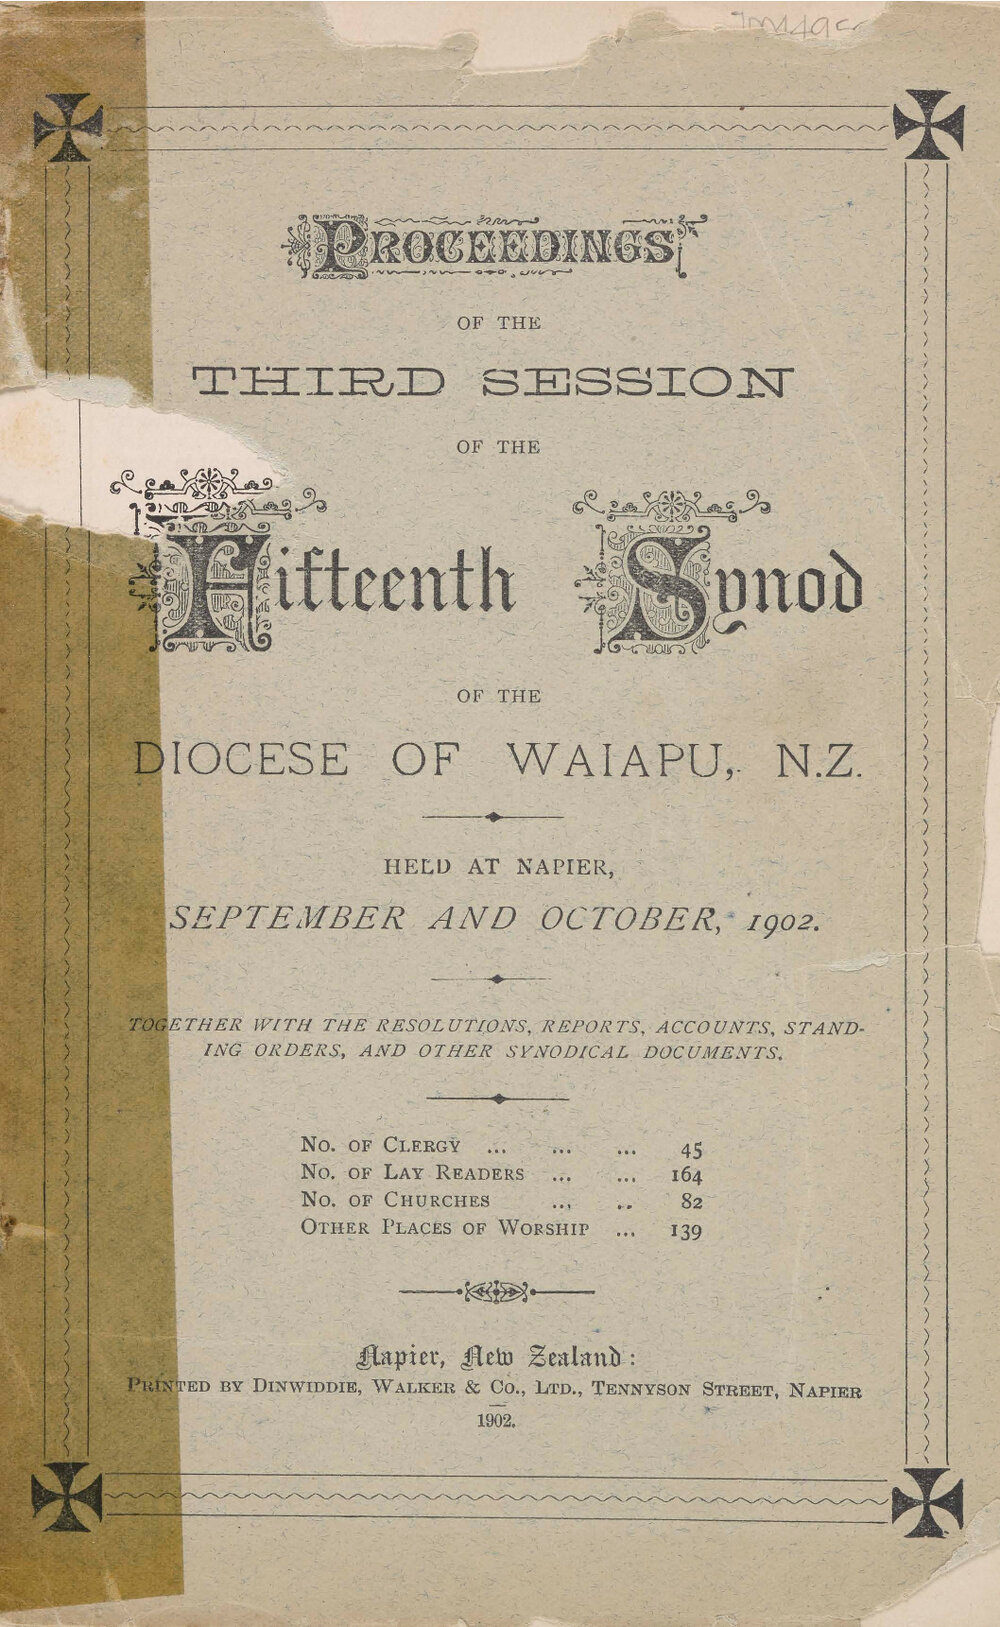 PROCEEDINGS
OF THE
THIRD SESSION
OF THE
Fifteenth Synod
OF THE
DIOCESE OF WAIAPU, N.Z.
HELD AT NAPIER,
SEPTEMBER AND OCTOBER, 1902.
TOGETHER WITH THE RESOLUTIONS, REPORTS, ACCOUNTS, STAND-
ING ORDERS, AND OTHER SYNODICAL DOCUMENTS.
NO. OF CLERGY ... ... ... 45
NO. OF LAY READERS ... ... 164
NO. OF CHURCHES ... .. 82
OTHER PLACES OF WORSHIP ... 139
Napier, New Zealand:
PRINTED BY DINWIDDIE, WALKER & CO., LTD., TENNYSON STREET, NAPIER
1902.